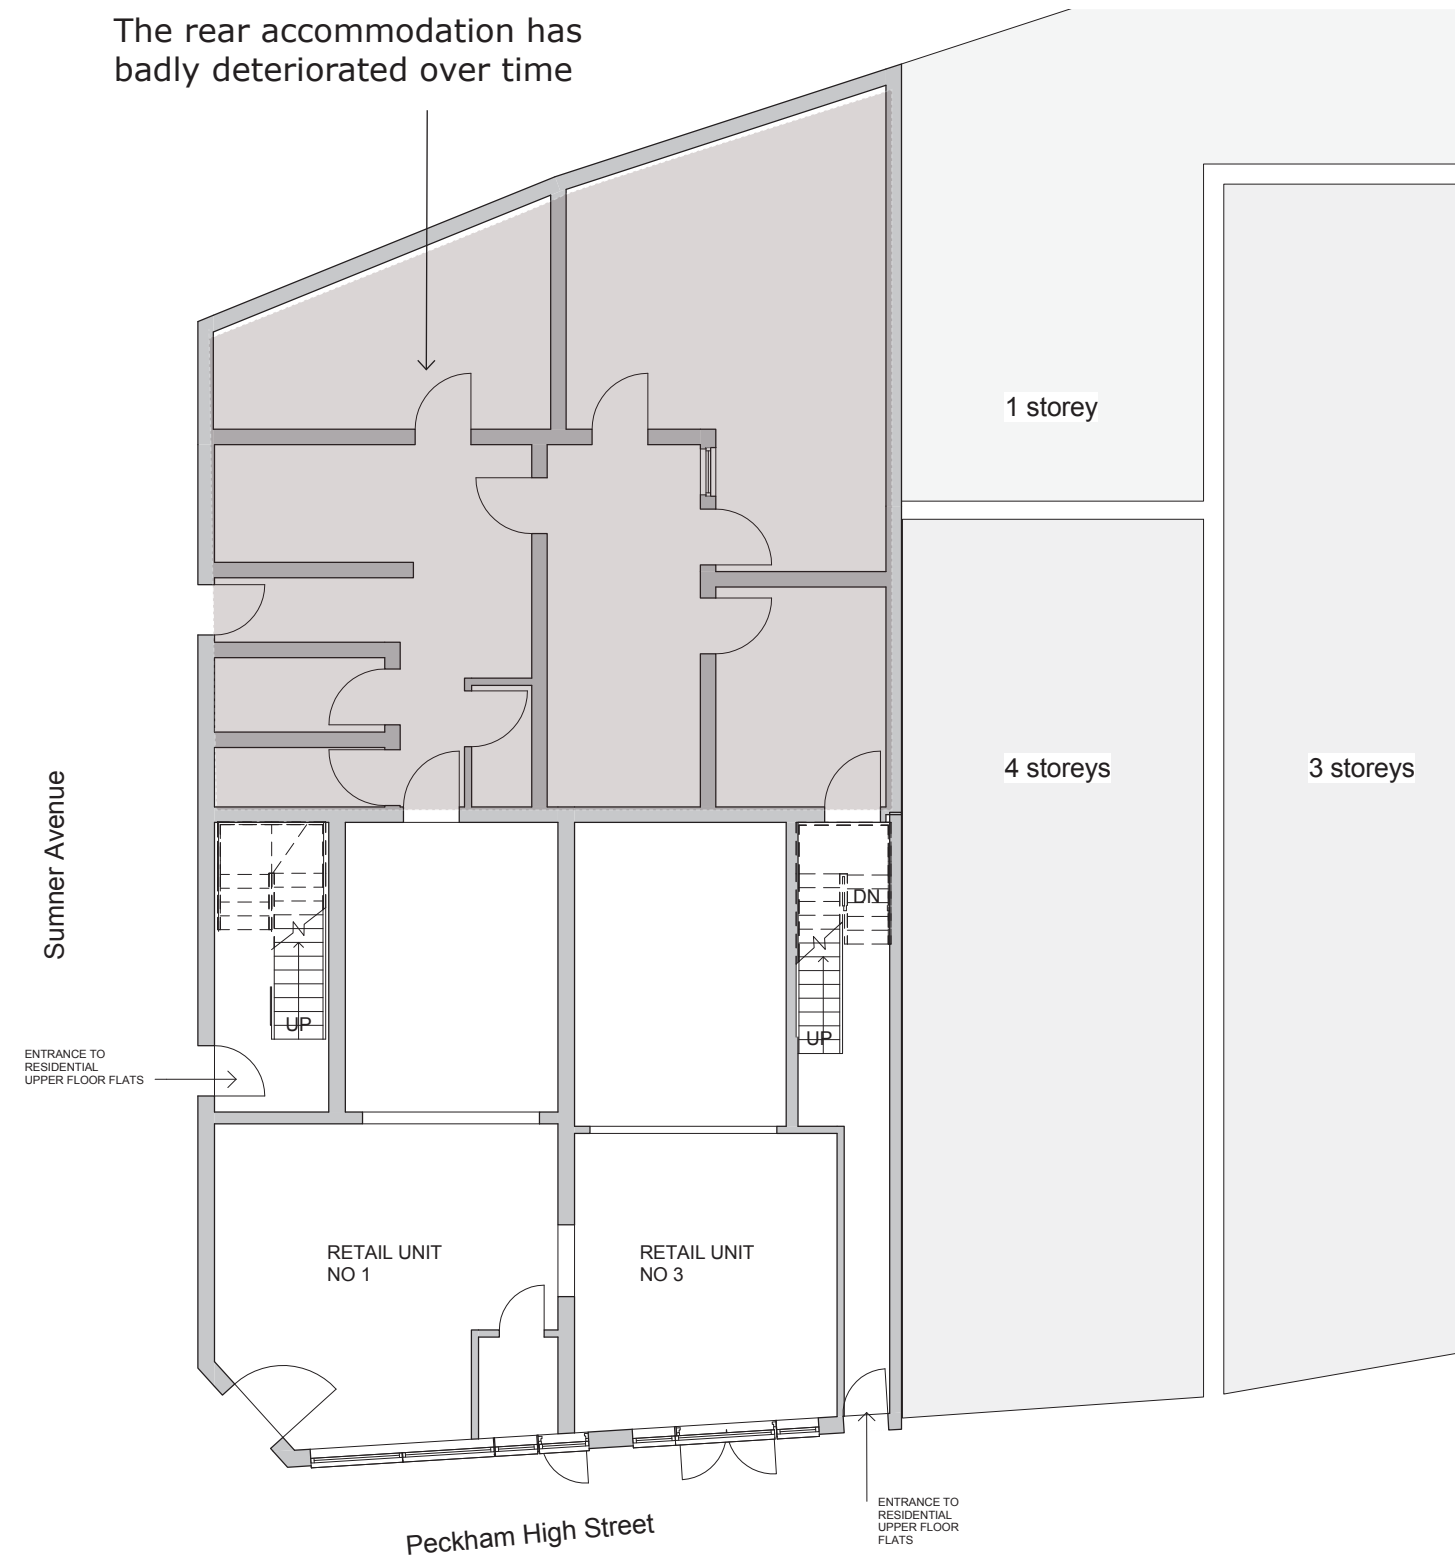 The rear accommodation has
badly deteriorated over time
1 storey
4 storeys
3 storeys
Sumner Avenue
DN
UP
UP
ENTRANCE TO
RESIDENTIAL
UPPER FLOOR FLATS
RETAIL UNIT
NO 1
RETAIL UNIT
NO 3
Peckham High Street
ENTRANCE TO
RESIDENTIAL
UPPER FLOOR
FLATS